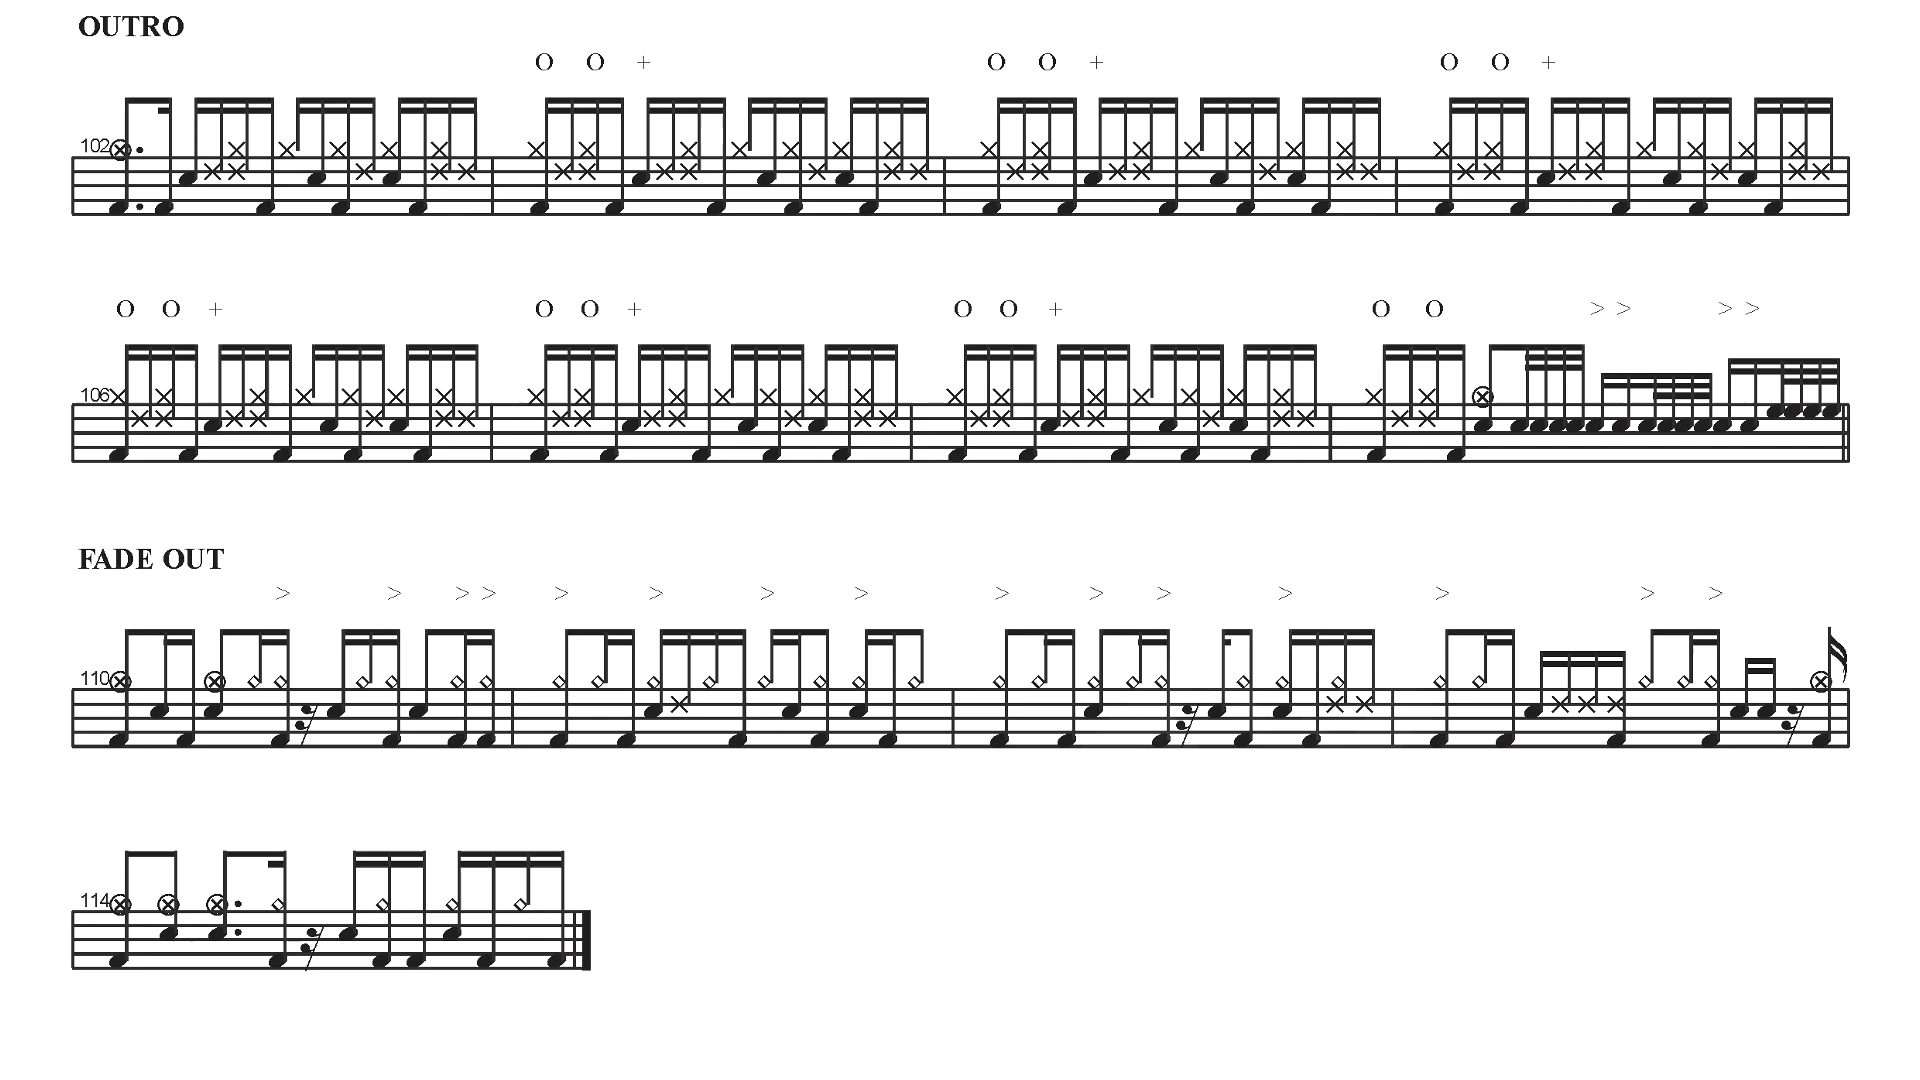 OUTRO
O O + O O + O O +
102
O O + O O + O O + O O > > > >
106
FADE OUT
> > > > > > > > > > > > > > >
110
114